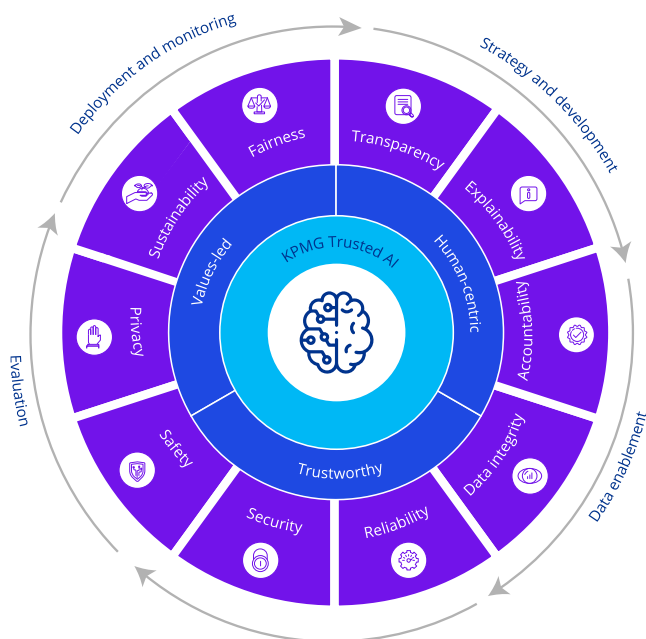 Deployment and monitoring
Strategy and development
Data enablement
Evaluation
Fairness
Transparency
Explainability
Accountability
Data integrity
Reliability
Security
Safety
Privacy
Sustainability
Values-led
Human-centric
Trustworthy
KPMG Trusted AI